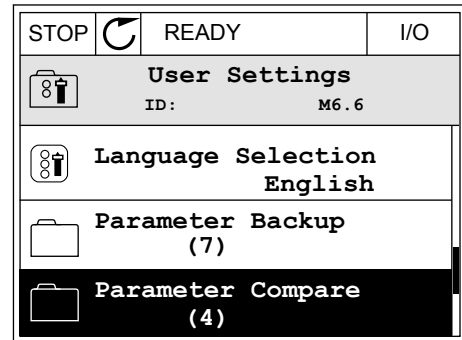 STOP READY I/O
User Settings
ID: M6.6
Language Selection
English
Parameter Backup
(7)
Parameter Compare
(4)